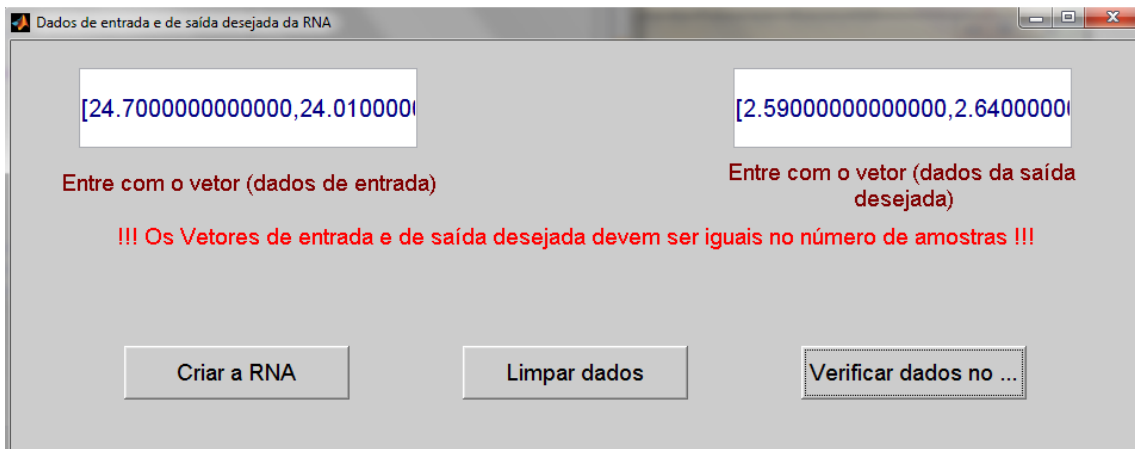 Dados de entrada e de saída desejada da RNA
[24.7000000000000,24.0100000
[2.59000000000000,2.64000000
Entre com o vetor (dados de entrada)
Entre com o vetor (dados da saída
desejada)
!!! Os Vetores de entrada e de saída desejada devem ser iguais no número de amostras !!!
Criar a RNA
Limpar dados
Verificar dados no ...